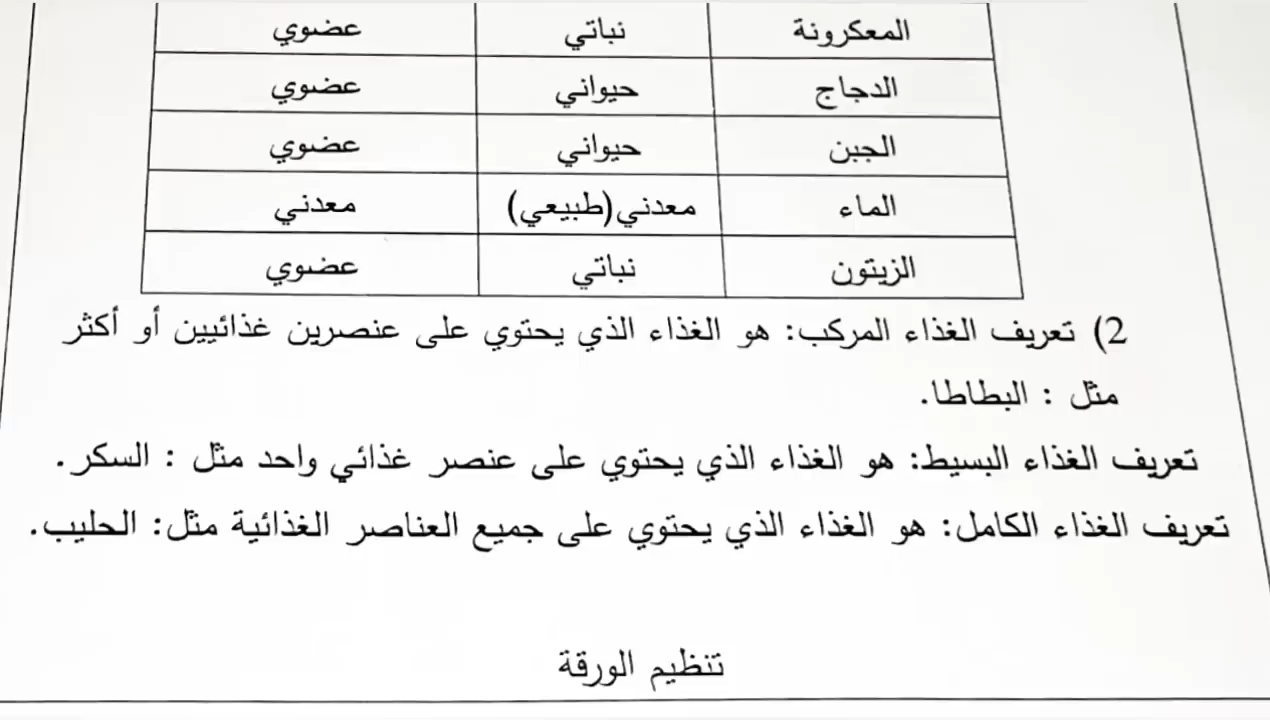 المعكرونة نباتي عضوي
الدجاج حيواني عضوي
الجبن حيواني عضوي
الماء معدني(طبيعي) معدني
الزيتون نباتي عضوي
2) تعريف الغذاء المركب: هو الغذاء الذي يحتوي على عنصرين غذائيين أو أكثر
مثل : البطاطا.
تعريف الغذاء البسيط: هو الغذاء الذي يحتوي على عنصر غذائي واحد مثل : السكر.
تعريف الغذاء الكامل: هو الغذاء الذي يحتوي على جميع العناصر الغذائية مثل: الحليب.
تنظيم الورقة